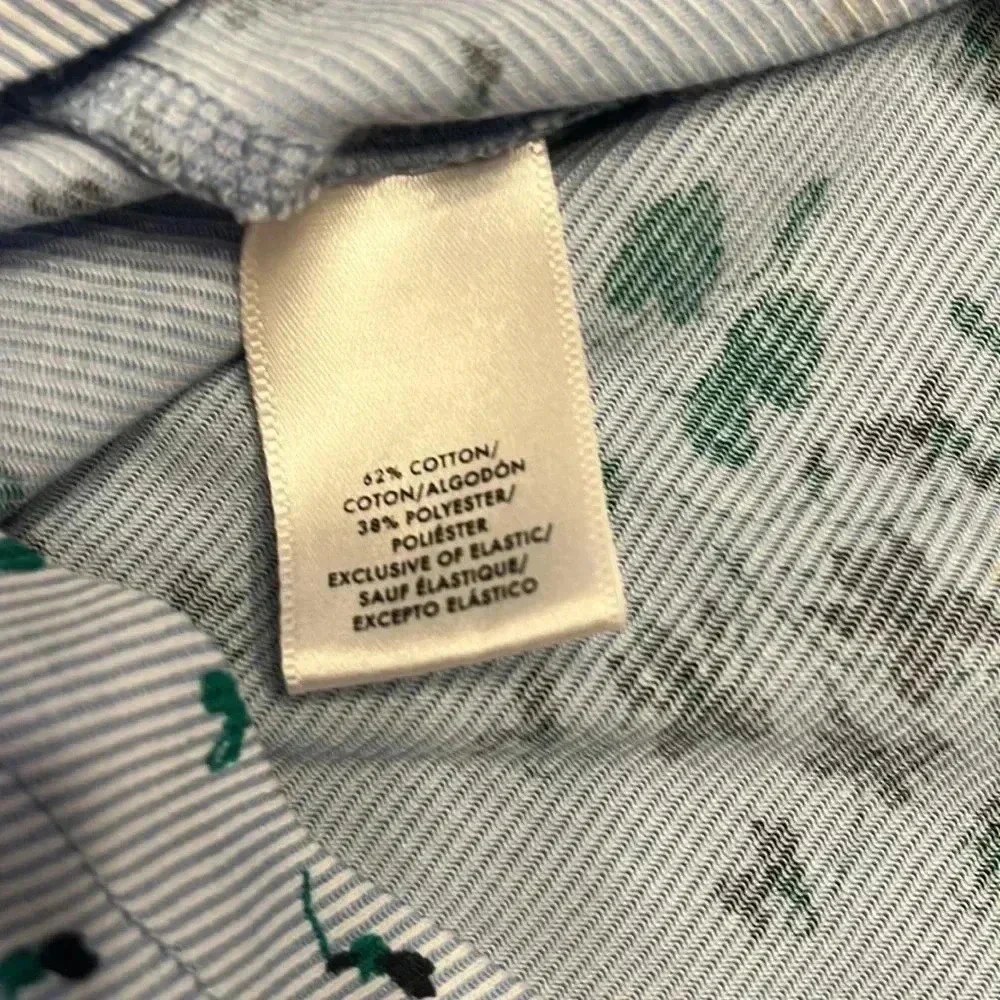 62% COTTON/
COTON/ALGODÓN
38% POLYESTER/
POLIÉSTER
EXCLUSIVE OF ELASTIC/
SAUF ÉLASTIQUE/
EXCEPTO ELÁSTICO